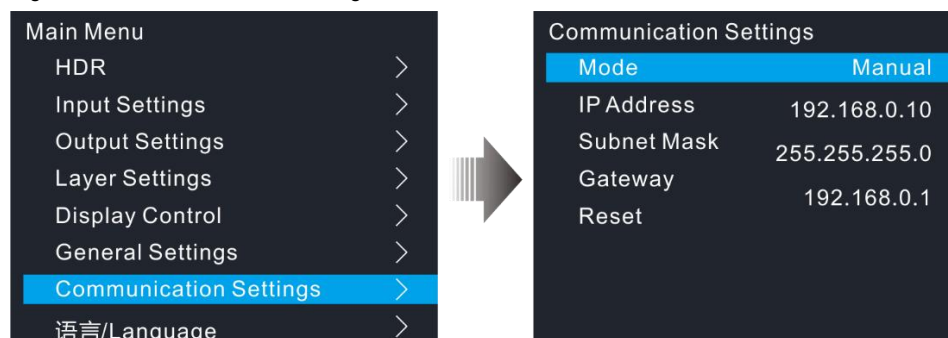 Main Menu
HDR
Input Settings
Output Settings
Layer Settings
Display Control
General Settings
Communication Settings
语言/Language
Communication Settings
Mode Manual
IP Address 192.168.0.10
Subnet Mask 255.255.255.0
Gateway 192.168.0.1
Reset